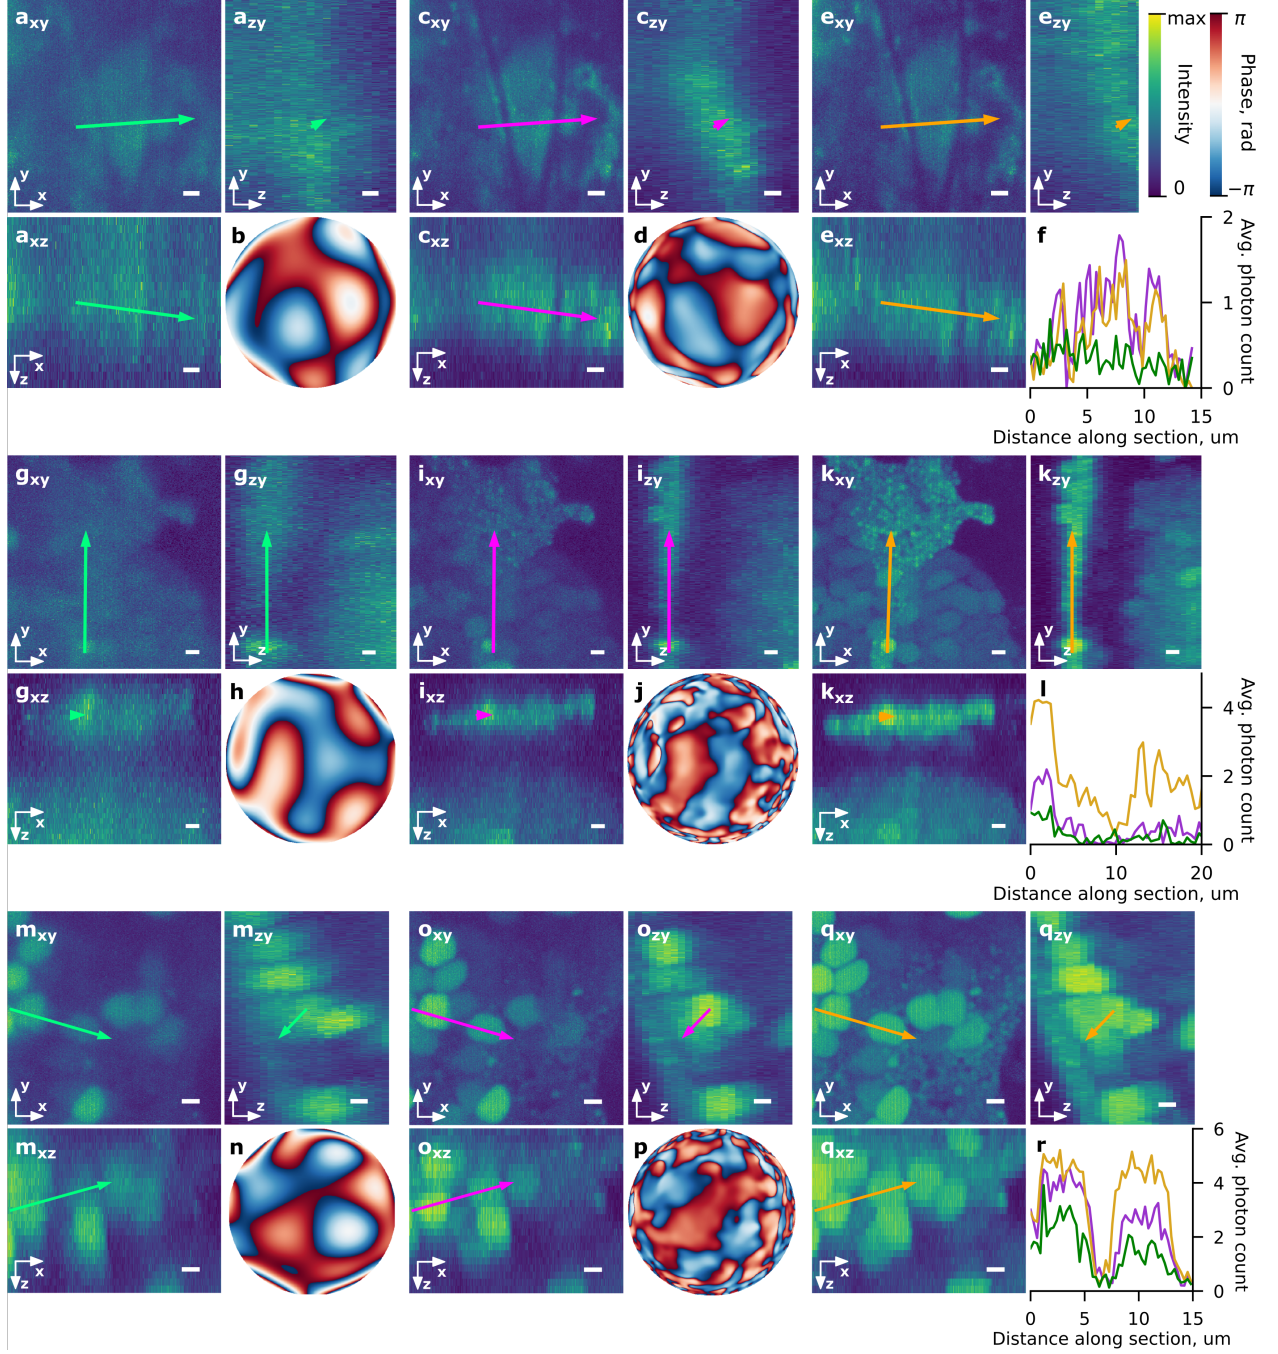 a_xy a_zy c_xy c_zy e_xy e_zy max π
Intensity
Phase, rad
0 −π
y x y z y x y z y x y z
a_xz b c_xz d e_xz f 2
Avg. photon count
1
x z x z x z 0
0 5 10 15
Distance along section, um
g_xy g_zy i_xy i_zy k_xy k_zy
y x y z y x y z y x y z
g_xz h i_xz j k_xz l
Avg. photon count
4
2
x z x z x z 0
0 10 20
Distance along section, um
m_xy m_zy o_xy o_zy q_xy q_zy
y x y z y x y z y x y z
m_xz n o_xz p q_xz r 6
Avg. photon count
4
2
x z x z x z 0
0 5 10 15
Distance along section, um